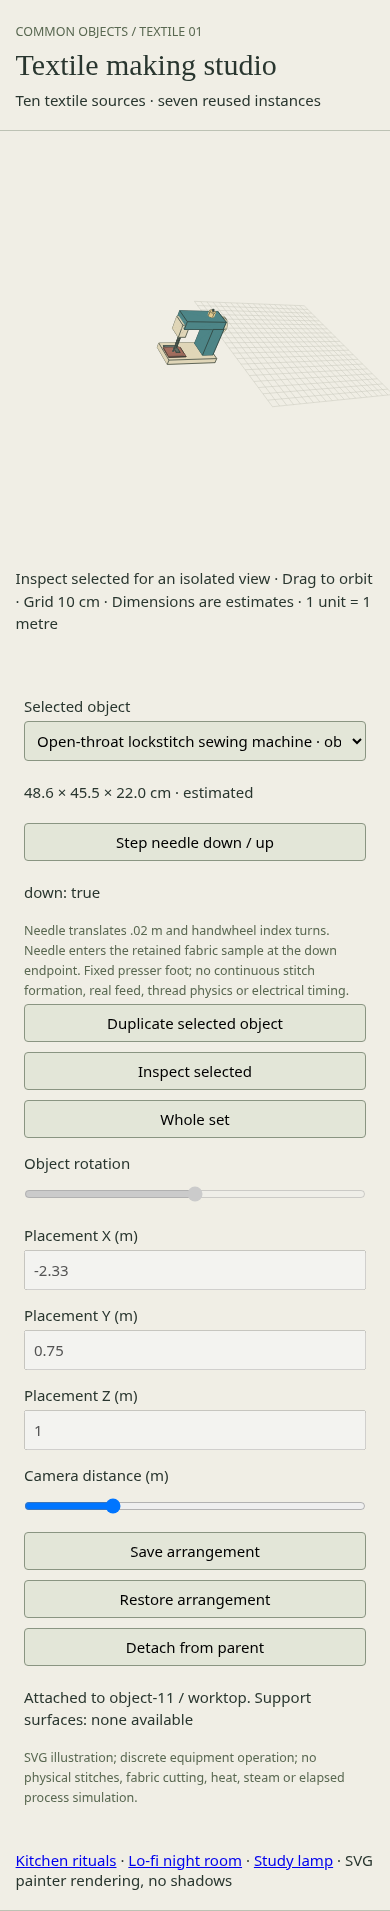 COMMON OBJECTS / TEXTILE 01
Textile making studio
Ten textile sources · seven reused instances
Inspect selected for an isolated view · Drag to orbit
· Grid 10 cm · Dimensions are estimates · 1 unit = 1
metre
Selected object
Open-throat lockstitch sewing machine · ob
48.6 × 45.5 × 22.0 cm · estimated
Step needle down / up
down: true
Needle translates .02 m and handwheel index turns.
Needle enters the retained fabric sample at the down
endpoint. Fixed presser foot; no continuous stitch
formation, real feed, thread physics or electrical timing.
Duplicate selected object
Inspect selected
Whole set
Object rotation
Placement X (m)
-2.33
Placement Y (m)
0.75
Placement Z (m)
1
Camera distance (m)
Save arrangement
Restore arrangement
Detach from parent
Attached to object-11 / worktop. Support
surfaces: none available
SVG illustration; discrete equipment operation; no
physical stitches, fabric cutting, heat, steam or elapsed
process simulation.
Kitchen rituals · Lo-fi night room · Study lamp · SVG
painter rendering, no shadows